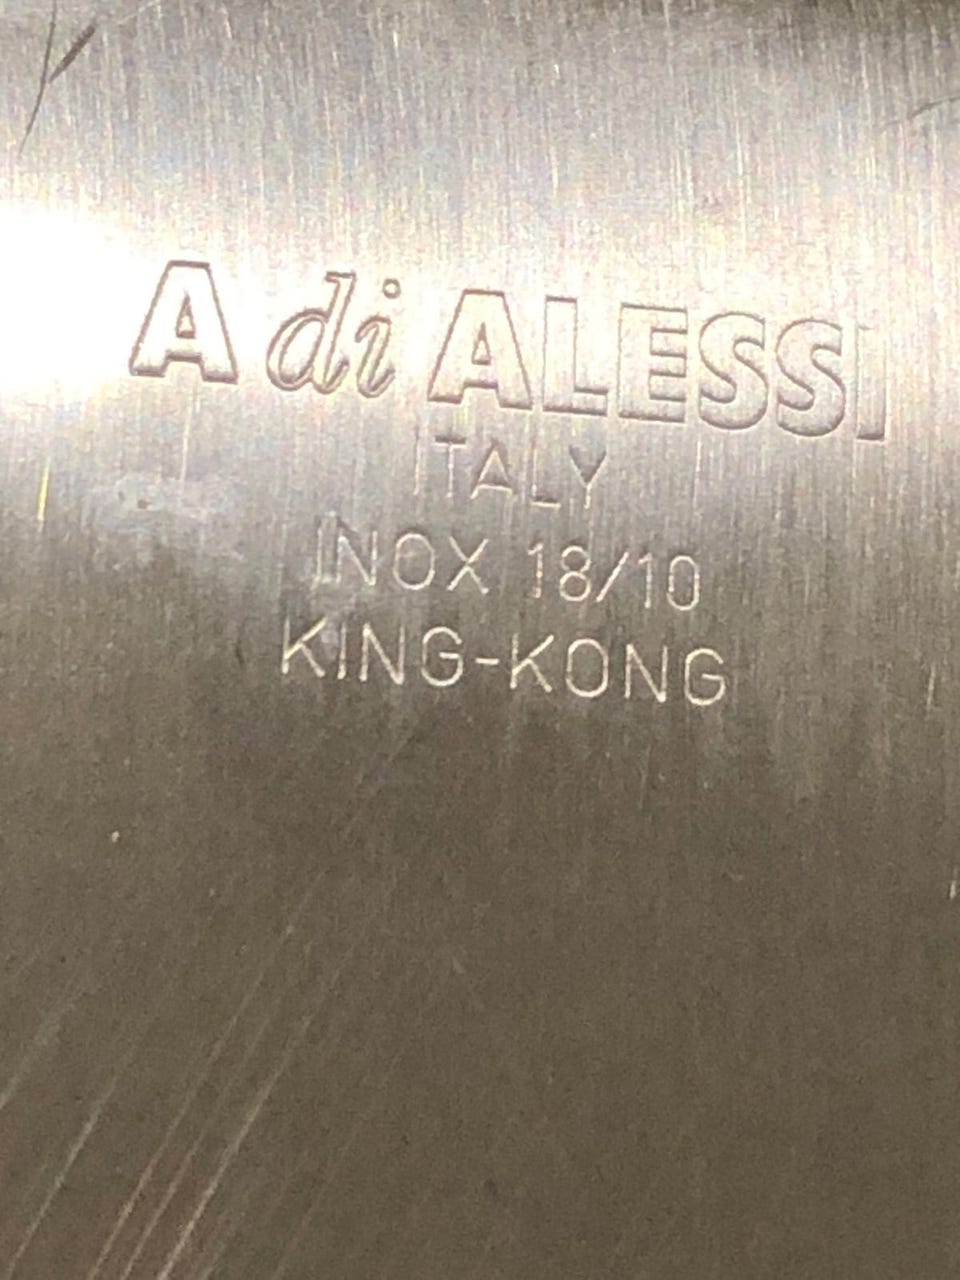 A di ALESSI
ITALY
INOX 18/10
KING-KONG